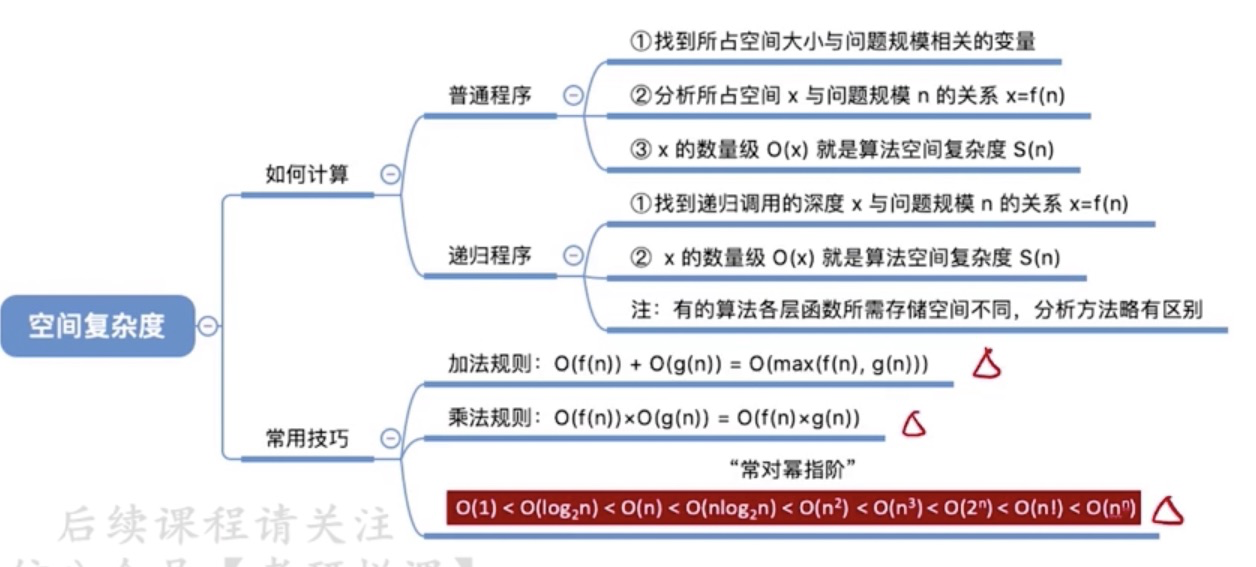 ①找到所占空间大小与问题规模相关的变量
普通程序
②分析所占空间 x 与问题规模 n 的关系 x=f(n)
③ x 的数量级 O(x) 就是算法空间复杂度 S(n)
如何计算
①找到递归调用的深度 x 与问题规模 n 的关系 x=f(n)
递归程序
② x 的数量级 O(x) 就是算法空间复杂度 S(n)
注：有的算法各层函数所需存储空间不同，分析方法略有区别
空间复杂度
加法规则：O(f(n)) + O(g(n)) = O(max(f(n), g(n)))
乘法规则：O(f(n))×O(g(n)) = O(f(n)×g(n))
常用技巧
“常对幂指阶”
O(1) < O(log₂n) < O(n) < O(nlog₂n) < O(n²) < O(n³) < O(2ⁿ) < O(n!) < O(nⁿ)
后续课程请关注